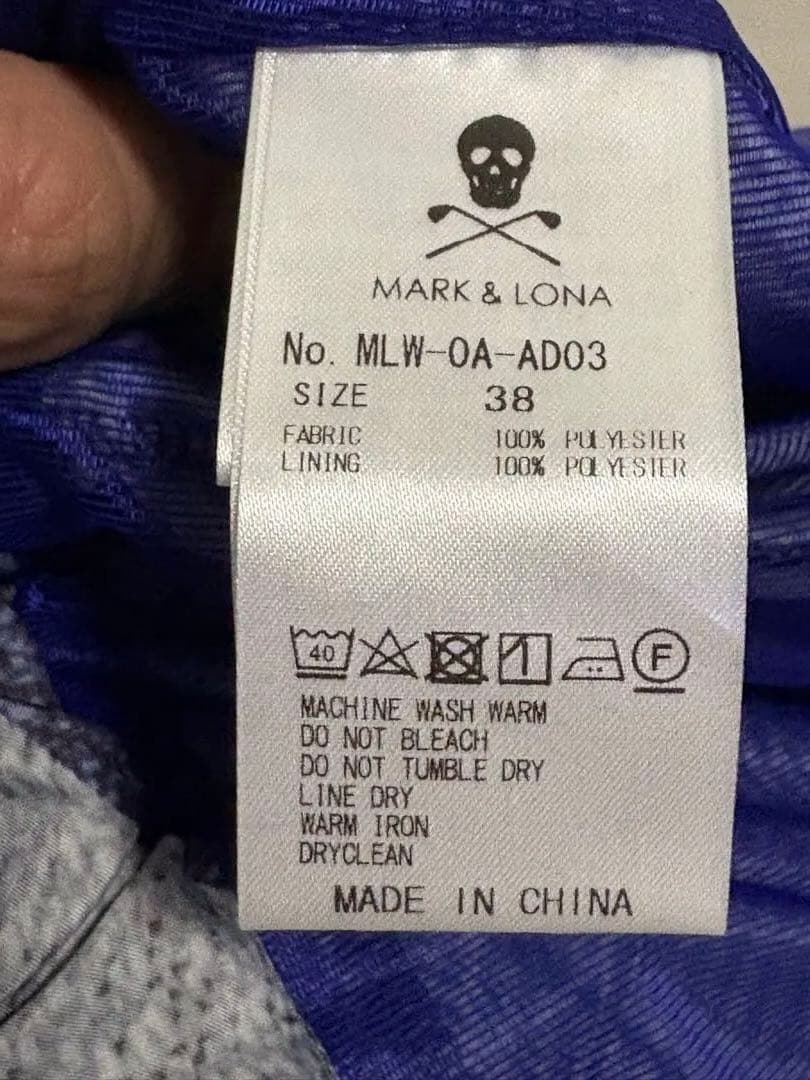 MARK & LONA
No. MLW-0A-AD03
SIZE 38
FABRIC 100% POLYESTER
LINING 100% POLYESTER
40 F
MACHINE WASH WARM
DO NOT BLEACH
DO NOT TUMBLE DRY
LINE DRY
WARM IRON
DRYCLEAN
MADE IN CHINA